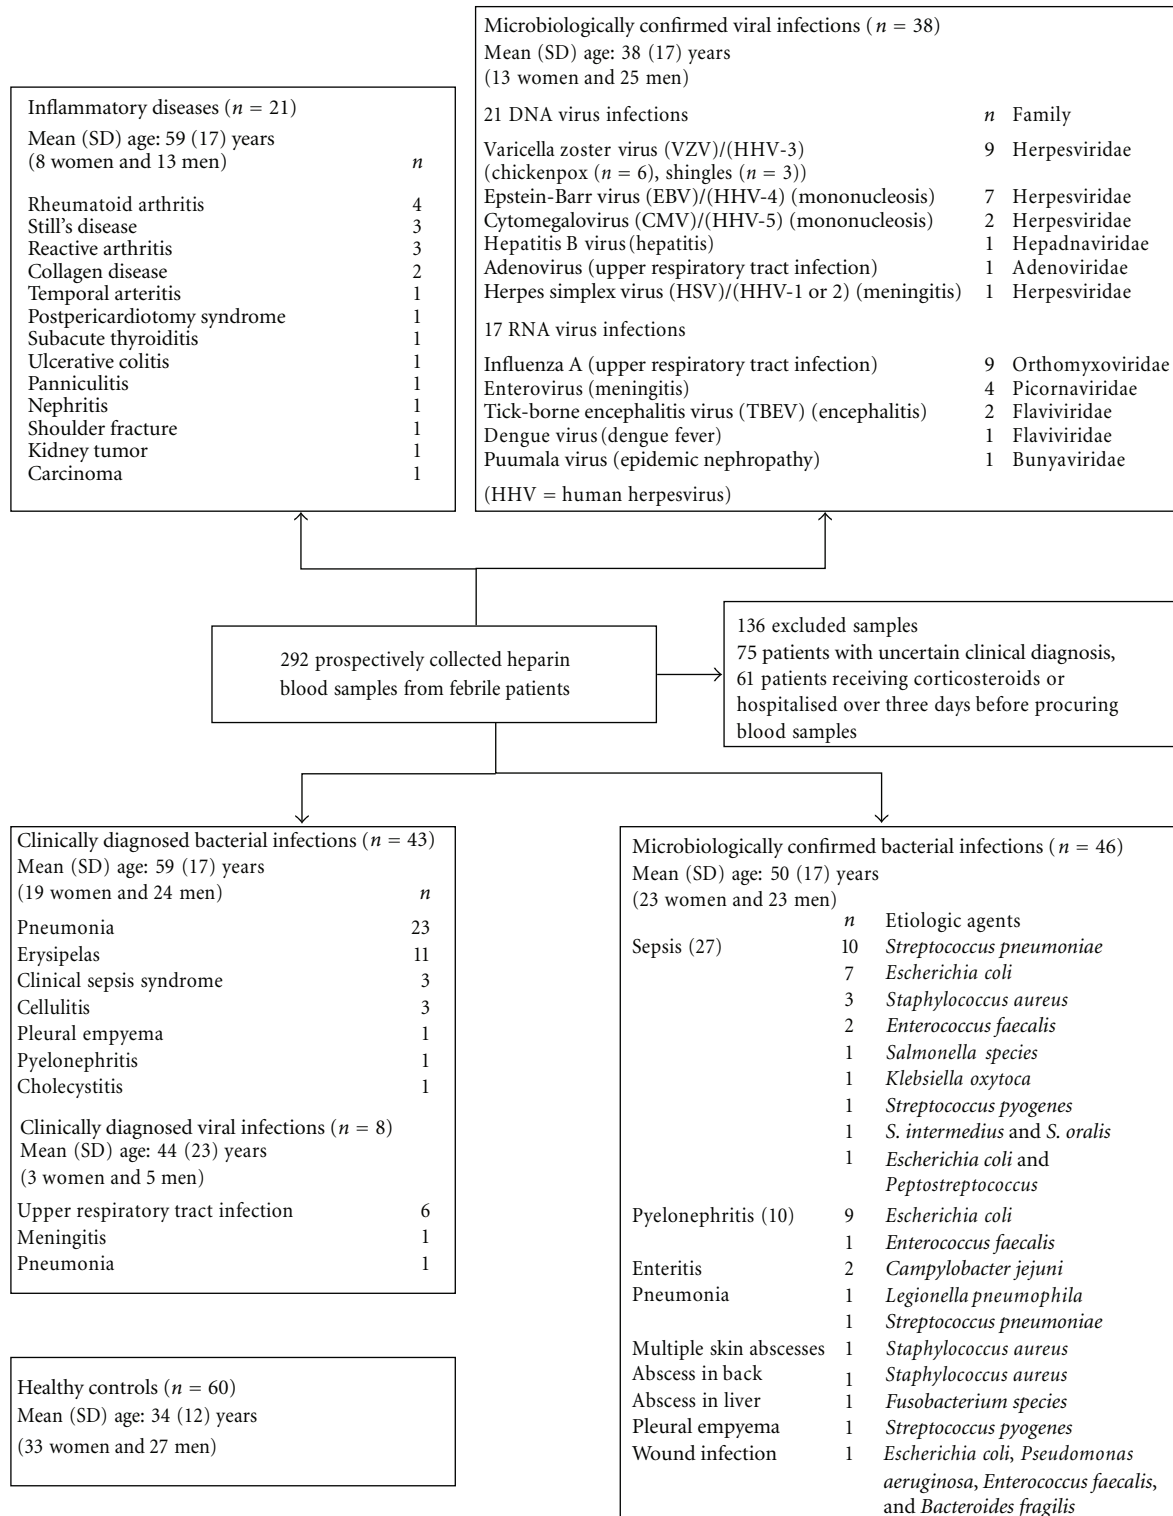 Inflammatory diseases (n = 21)
Mean (SD) age: 59 (17) years
(8 women and 13 men) n
Rheumatoid arthritis 4
Still's disease 3
Reactive arthritis 3
Collagen disease 2
Temporal arteritis 1
Postpericardiotomy syndrome 1
Subacute thyroiditis 1
Ulcerative colitis 1
Panniculitis 1
Nephritis 1
Shoulder fracture 1
Kidney tumor 1
Carcinoma 1
Microbiologically confirmed viral infections (n = 38)
Mean (SD) age: 38 (17) years
(13 women and 25 men)
21 DNA virus infections n Family
Varicella zoster virus (VZV)/(HHV-3) 9 Herpesviridae
(chickenpox (n = 6), shingles (n = 3))
Epstein-Barr virus (EBV)/(HHV-4) (mononucleosis) 7 Herpesviridae
Cytomegalovirus (CMV)/(HHV-5) (mononucleosis) 2 Herpesviridae
Hepatitis B virus (hepatitis) 1 Hepadnaviridae
Adenovirus (upper respiratory tract infection) 1 Adenoviridae
Herpes simplex virus (HSV)/(HHV-1 or 2) (meningitis) 1 Herpesviridae
17 RNA virus infections
Influenza A (upper respiratory tract infection) 9 Orthomyxoviridae
Enterovirus (meningitis) 4 Picornaviridae
Tick-borne encephalitis virus (TBEV) (encephalitis) 2 Flaviviridae
Dengue virus (dengue fever) 1 Flaviviridae
Puumala virus (epidemic nephropathy) 1 Bunyaviridae
(HHV = human herpesvirus)
292 prospectively collected heparin
blood samples from febrile patients
136 excluded samples
75 patients with uncertain clinical diagnosis,
61 patients receiving corticosteroids or
hospitalised over three days before procuring
blood samples
Clinically diagnosed bacterial infections (n = 43)
Mean (SD) age: 59 (17) years
(19 women and 24 men) n
Pneumonia 23
Erysipelas 11
Clinical sepsis syndrome 3
Cellulitis 3
Pleural empyema 1
Pyelonephritis 1
Cholecystitis 1
Clinically diagnosed viral infections (n = 8)
Mean (SD) age: 44 (23) years
(3 women and 5 men)
Upper respiratory tract infection 6
Meningitis 1
Pneumonia 1
Healthy controls (n = 60)
Mean (SD) age: 34 (12) years
(33 women and 27 men)
Microbiologically confirmed bacterial infections (n = 46)
Mean (SD) age: 50 (17) years
(23 women and 23 men)
n Etiologic agents
Sepsis (27) 10 Streptococcus pneumoniae
7 Escherichia coli
3 Staphylococcus aureus
2 Enterococcus faecalis
1 Salmonella species
1 Klebsiella oxytoca
1 Streptococcus pyogenes
1 S. intermedius and S. oralis
1 Escherichia coli and
Peptostreptococcus
Pyelonephritis (10) 9 Escherichia coli
1 Enterococcus faecalis
Enteritis 2 Campylobacter jejuni
Pneumonia 1 Legionella pneumophila
1 Streptococcus pneumoniae
Multiple skin abscesses 1 Staphylococcus aureus
Abscess in back 1 Staphylococcus aureus
Abscess in liver 1 Fusobacterium species
Pleural empyema 1 Streptococcus pyogenes
Wound infection 1 Escherichia coli, Pseudomonas
aeruginosa, Enterococcus faecalis,
and Bacteroides fragilis